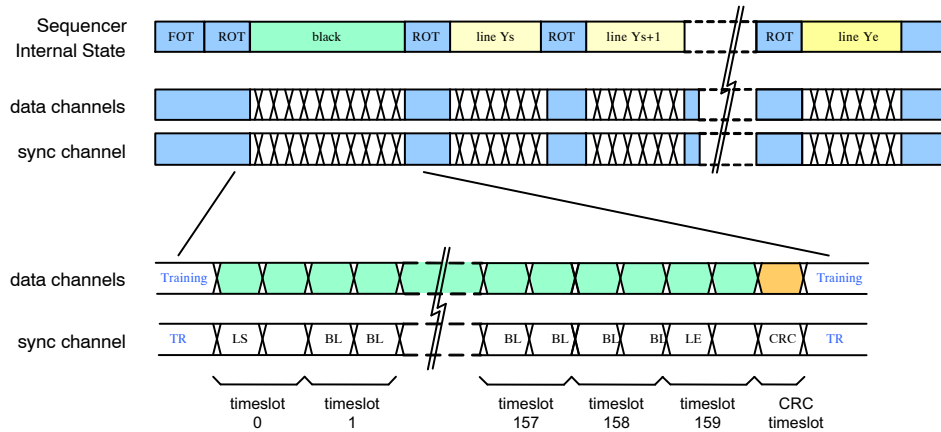 Sequencer
Internal State
FOT ROT black ROT line Ys ROT line Ys+1 ROT line Ye
data channels
sync channel
data channels Training Training
sync channel TR LS BL BL BL BL BL BL LE CRC TR
timeslot timeslot timeslot timeslot timeslot CRC
0 1 157 158 159 timeslot